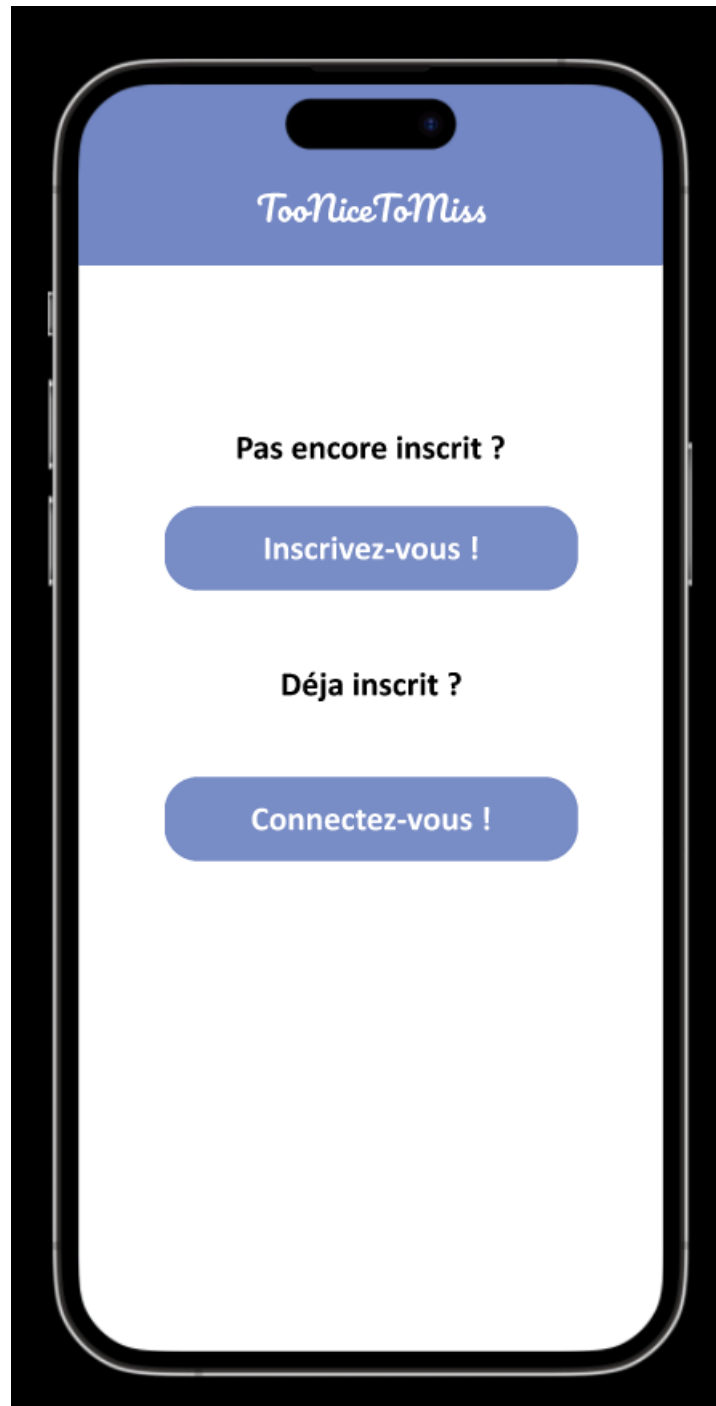 TooNiceToMiss
Pas encore inscrit ?
Inscrivez-vous !
Déja inscrit ?
Connectez-vous !